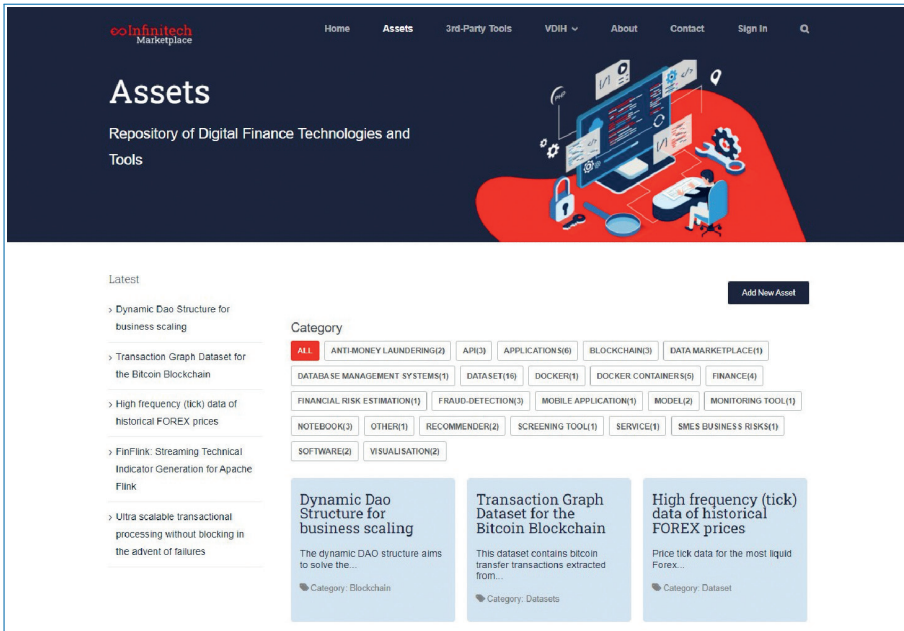 ∞Infinitech
Marketplace
Home Assets 3rd-Party Tools VDIH About Contact Sign In
Assets
Repository of Digital Finance Technologies and
Tools
PHP
Latest
› Dynamic Dao Structure for
business scaling
› Transaction Graph Dataset for
the Bitcoin Blockchain
› High frequency (tick) data of
historical FOREX prices
› FinFlink: Streaming Technical
Indicator Generation for Apache
Flink
› Ultra scalable transactional
processing without blocking in
the advent of failures
Add New Asset
Category
ALL ANTI-MONEY LAUNDERING(2) API(3) APPLICATIONS(6) BLOCKCHAIN(3) DATA MARKETPLACE(1)
DATABASE MANAGEMENT SYSTEMS(1) DATASET(16) DOCKER(1) DOCKER CONTAINERS(5) FINANCE(4)
FINANCIAL RISK ESTIMATION(1) FRAUD-DETECTION(3) MOBILE APPLICATION(1) MODEL(2) MONITORING TOOL(1)
NOTEBOOK(3) OTHER(1) RECOMMENDER(2) SCREENING TOOL(1) SERVICE(1) SMES BUSINESS RISKS(1)
SOFTWARE(2) VISUALISATION(2)
Dynamic Dao
Structure for
business scaling
The dynamic DAO structure aims
to solve the...
Category: Blockchain
Transaction Graph
Dataset for the
Bitcoin Blockchain
This dataset contains bitcoin
transfer transactions extracted
from...
Category: Datasets
High frequency (tick)
data of historical
FOREX prices
Price tick data for the most liquid
Forex...
Category: Dataset